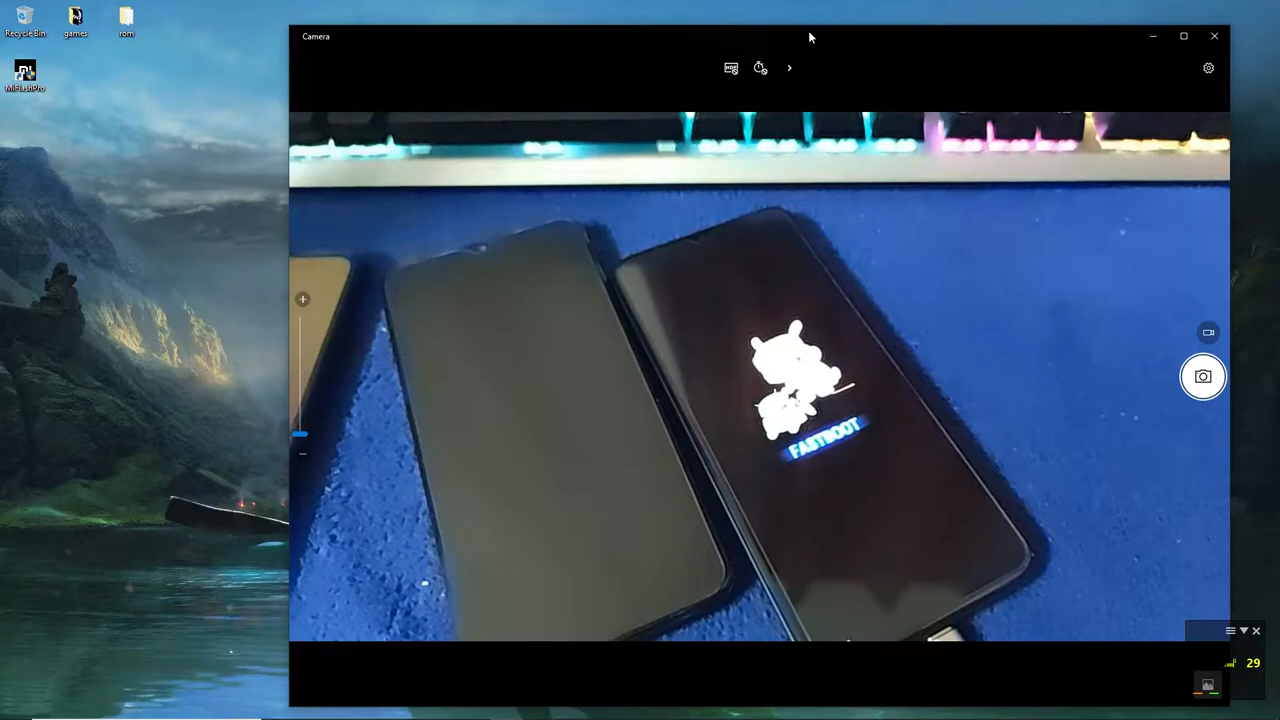 Recycle Bin
games
rom
MiFlashPro
Camera
FASTBOOT
29